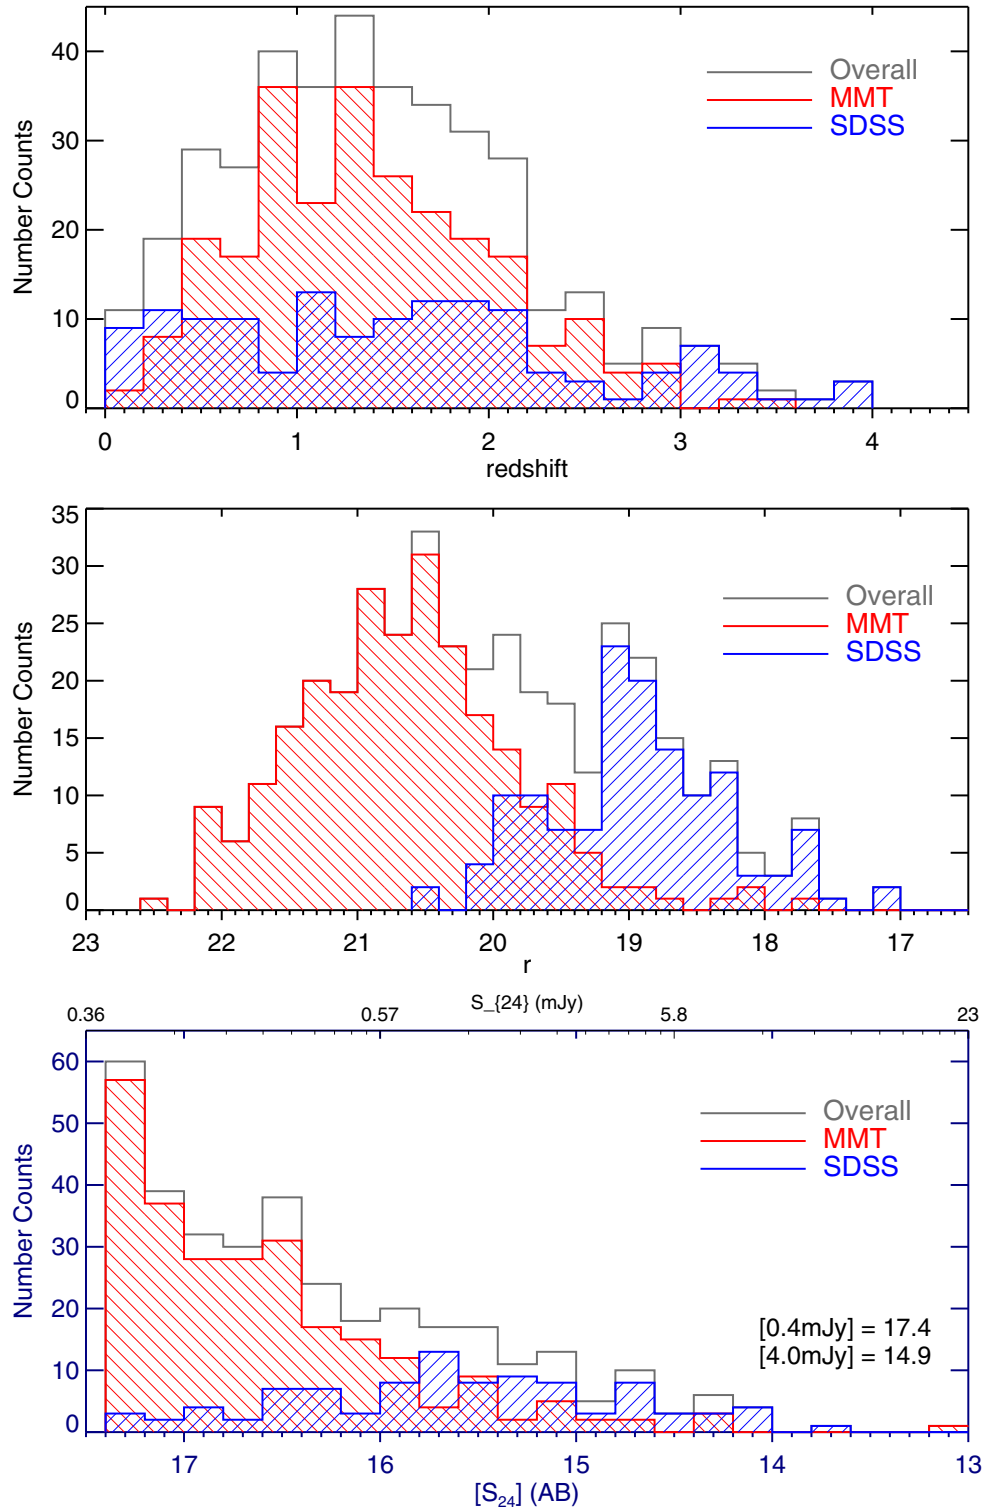 Number Counts
40
30
20
10
0
Overall
MMT
SDSS
0 1 2 3 4
redshift
Number Counts
35
30
25
20
15
10
5
0
Overall
MMT
SDSS
23 22 21 20 19 18 17
r
S_{24} (mJy)
0.36 0.57 5.8 23
Number Counts
60
50
40
30
20
10
0
Overall
MMT
SDSS
[0.4mJy] = 17.4
[4.0mJy] = 14.9
17 16 15 14 13
[S24] (AB)